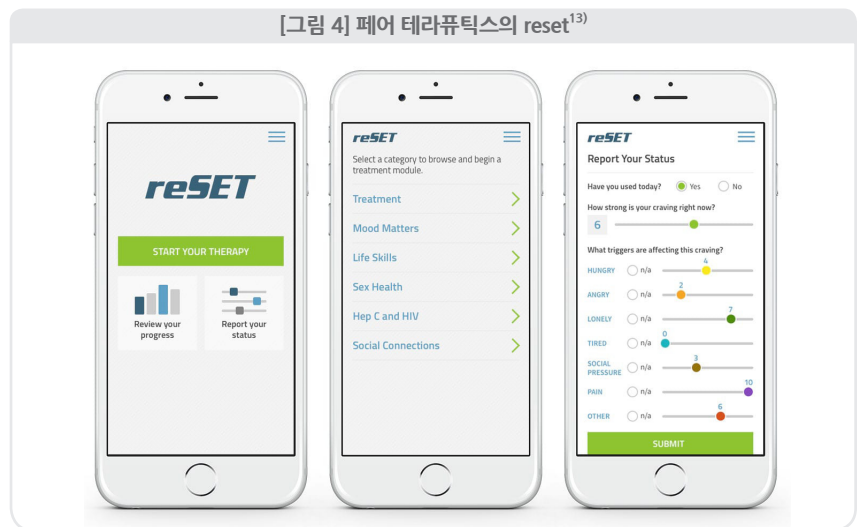 [그림 4] 페어 테라퓨틱스의 reset13)
reSET
START YOUR THERAPY
Review your
progress
Report your
status
reSET
Select a category to browse and begin a
treatment module.
Treatment
Mood Matters
Life Skills
Sex Health
Hep C and HIV
Social Connections
reSET
Report Your Status
Have you used today? Yes No
How strong is your craving right now?
6
What triggers are affecting this craving?
4
HUNGRY n/a
2
ANGRY n/a
7
LONELY n/a
0
TIRED n/a
3
SOCIAL
PRESSURE n/a
10
PAIN n/a
6
OTHER n/a
SUBMIT